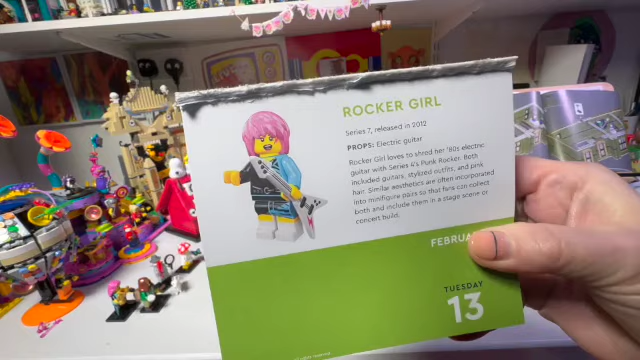 ROCKER GIRL
Series 7, released in 2012
PROPS: Electric guitar
Rocker Girl loves to shred her '80s electric
guitar with Series 4's Punk Rocker. Both
included guitars, stylized outfits, and pink
hair. Similar aesthetics are often incorporated
into minifigure pairs so that fans can collect
both and include them in a stage scene or
concert build.
TUESDAY
13